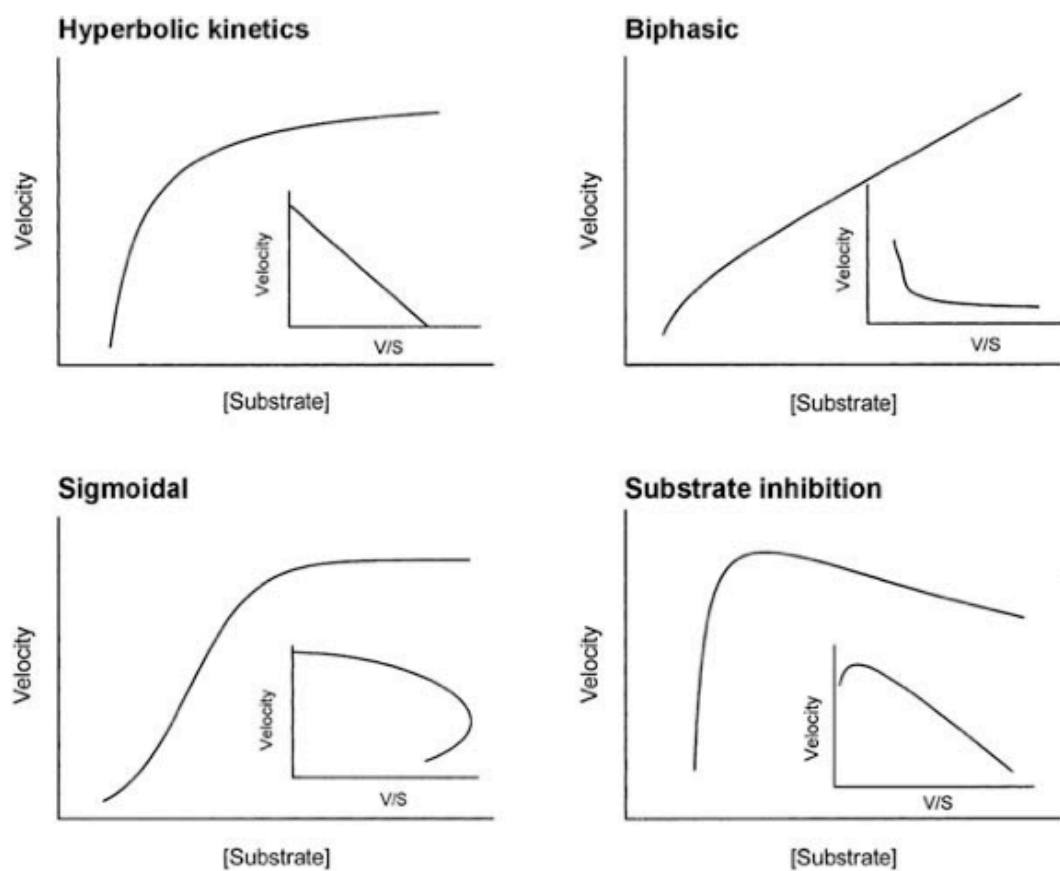 Hyperbolic kinetics
Velocity
Velocity
V/S
[Substrate]
Biphasic
Velocity
Velocity
V/S
[Substrate]
Sigmoidal
Velocity
Velocity
V/S
[Substrate]
Substrate inhibition
Velocity
Velocity
V/S
[Substrate]